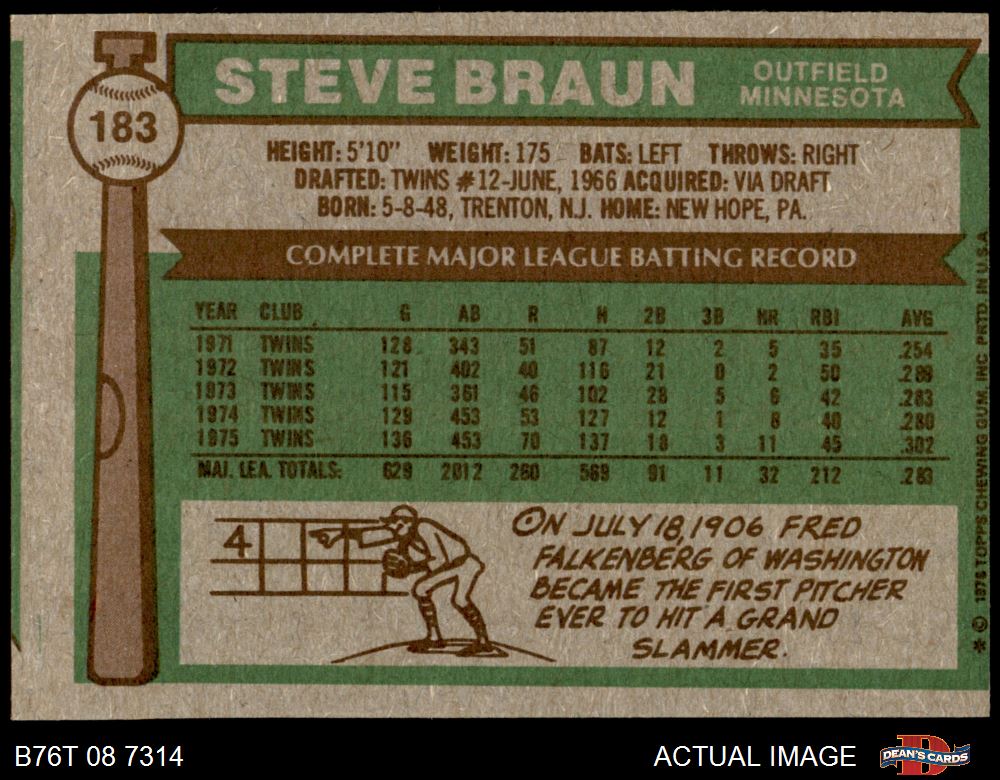 183
STEVE BRAUN
OUTFIELD
MINNESOTA
HEIGHT: 5'10" WEIGHT: 175 BATS: LEFT THROWS: RIGHT
DRAFTED: TWINS #12-JUNE, 1966 ACQUIRED: VIA DRAFT
BORN: 5-8-48, TRENTON, N.J. HOME: NEW HOPE, PA.
COMPLETE MAJOR LEAGUE BATTING RECORD
YEAR CLUB G AB R H 2B 3B HR RBI AVG
1971 TWINS 128 343 51 87 12 2 5 35 .254
1972 TWINS 121 402 40 116 21 0 2 50 .289
1973 TWINS 115 361 46 102 28 5 6 42 .283
1974 TWINS 129 453 53 127 12 1 8 40 .280
1975 TWINS 136 453 70 137 18 3 11 45 .302
MAJ. LEA. TOTALS: 629 2012 260 569 91 11 32 212 .283
4
ON JULY 18, 1906 FRED
FALKENBERG OF WASHINGTON
BECAME THE FIRST PITCHER
EVER TO HIT A GRAND
SLAMMER.
* © 1976 TOPPS CHEWING GUM, INC. PRTD. IN U.S.A.
B76T 08 7314
ACTUAL IMAGE
DEAN'S CARDS